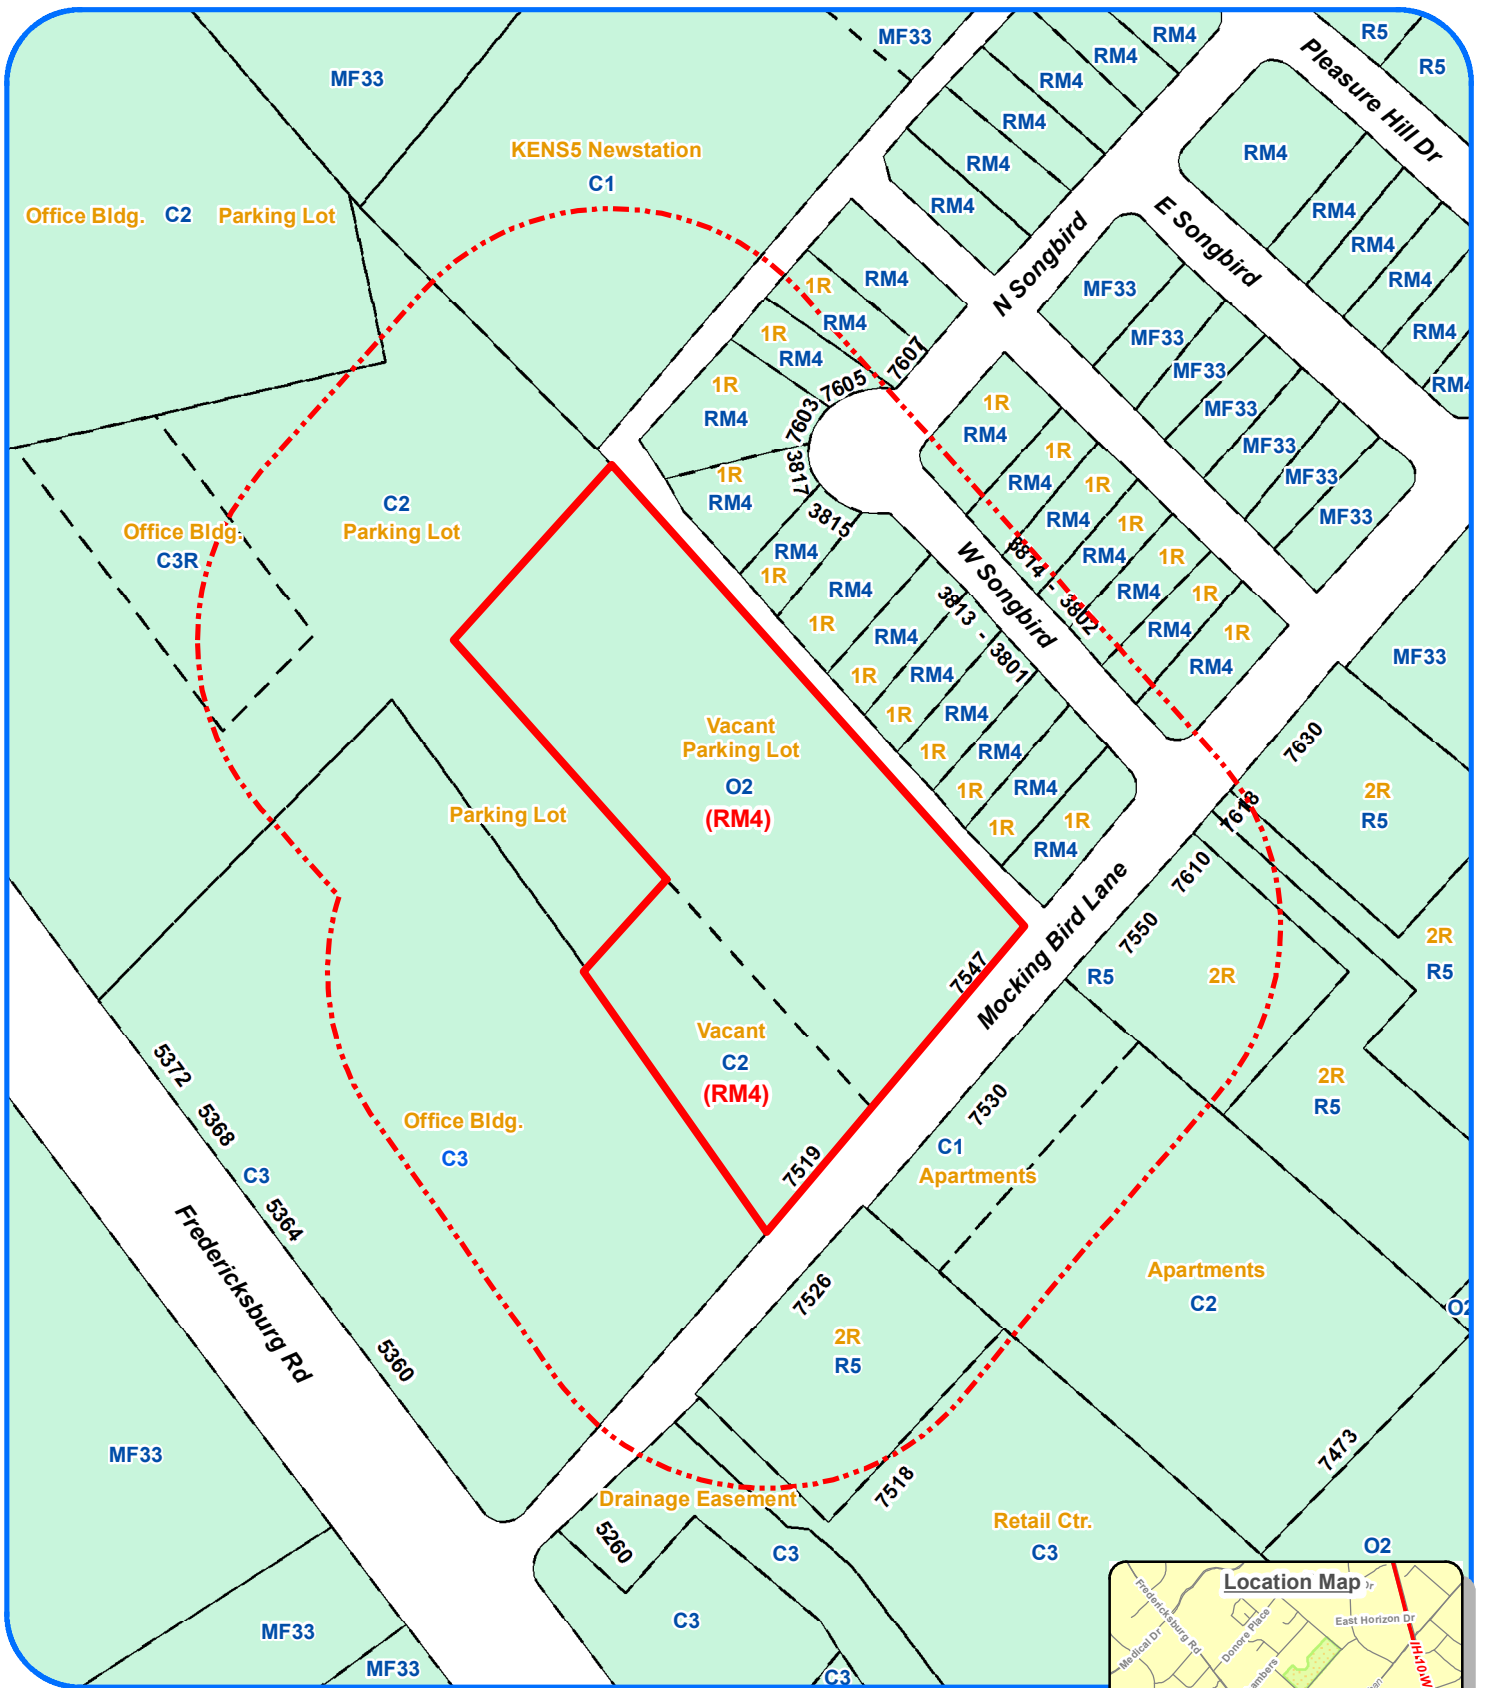 MF33
RM4
RM4
RM4
RM4
RM4
RM4
R5
R5
Pleasure Hill Dr
MF33
KENS5 Newstation
C1
Office Bldg.
C2
Parking Lot
RM4
RM4
RM4
RM4
RM4
RM4
E Songbird
N Songbird
1R
RM4
RM4
1R
RM4
1R
RM4
7607
7605
7603
3817
3815
1R
RM4
MF33
MF33
MF33
MF33
MF33
MF33
MF33
1R
RM4
1R
RM4
1R
RM4
1R
RM4
1R
RM4
1R
RM4
1R
RM4
W Songbird
3814 - 3802
3813 - 3801
C2
Parking Lot
Office Bldg.
C3R
RM4
1R
RM4
1R
RM4
1R
RM4
1R
RM4
1R
RM4
1R
RM4
1R
1R
RM4
MF33
7630
2R
R5
7618
7610
7550
2R
R5
R5
2R
2R
R5
Vacant
Parking Lot
O2
(RM4)
Parking Lot
7547
Mocking Bird Lane
Vacant
C2
(RM4)
7519
7530
C1
Apartments
Office Bldg.
C3
5372
5368
C3
5364
5360
Fredericksburg Rd
Apartments
C2
O2
7526
2R
R5
7518
7473
Drainage Easement
5260
C3
Retail Ctr.
C3
O2
MF33
MF33
MF33
C3
C3
Location Map
Dr
Fredericksburg Rd
Medical Dr
Donore Place
East Horizon Dr
IH 10 W